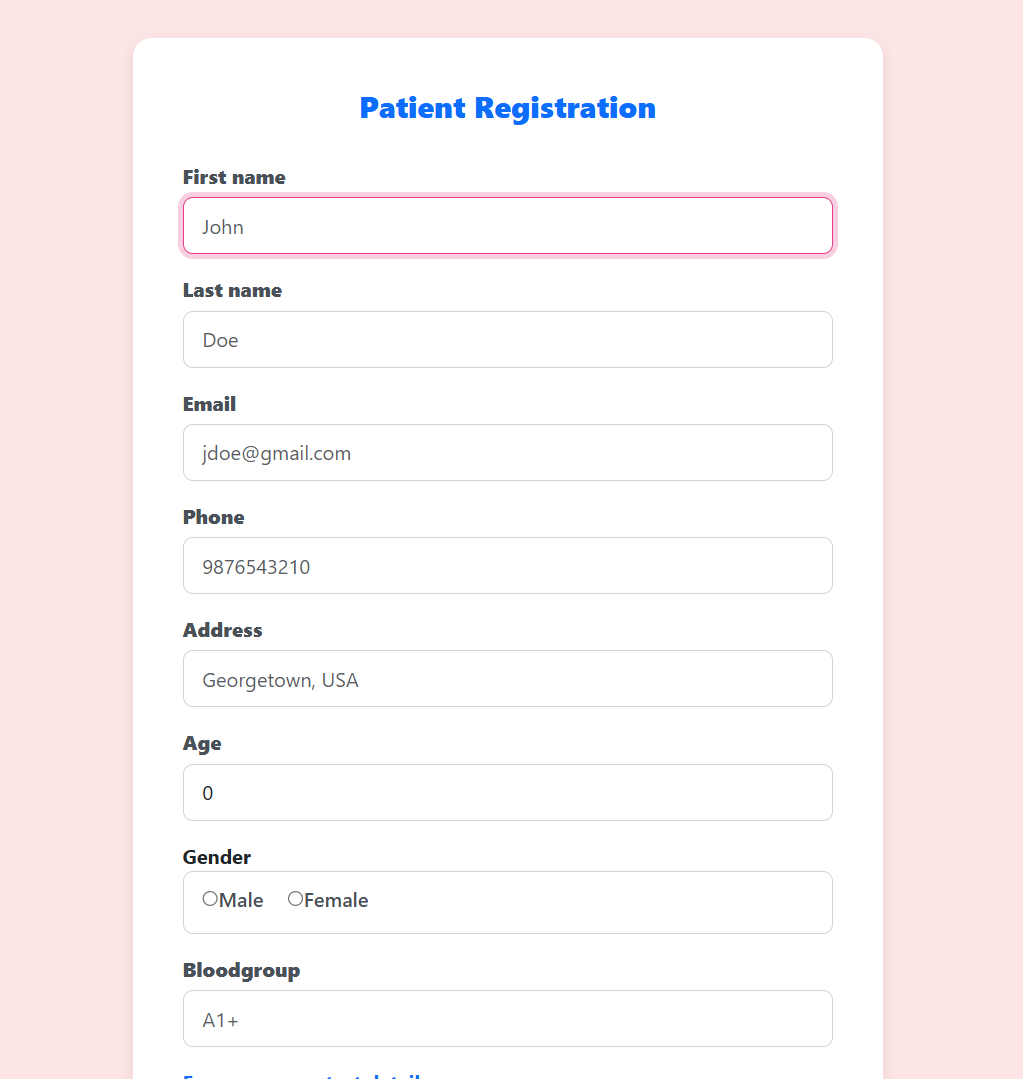 Patient Registration
First name
John
Last name
Doe
Email
jdoe@gmail.com
Phone
9876543210
Address
Georgetown, USA
Age
0
Gender
Male Female
Bloodgroup
A1+